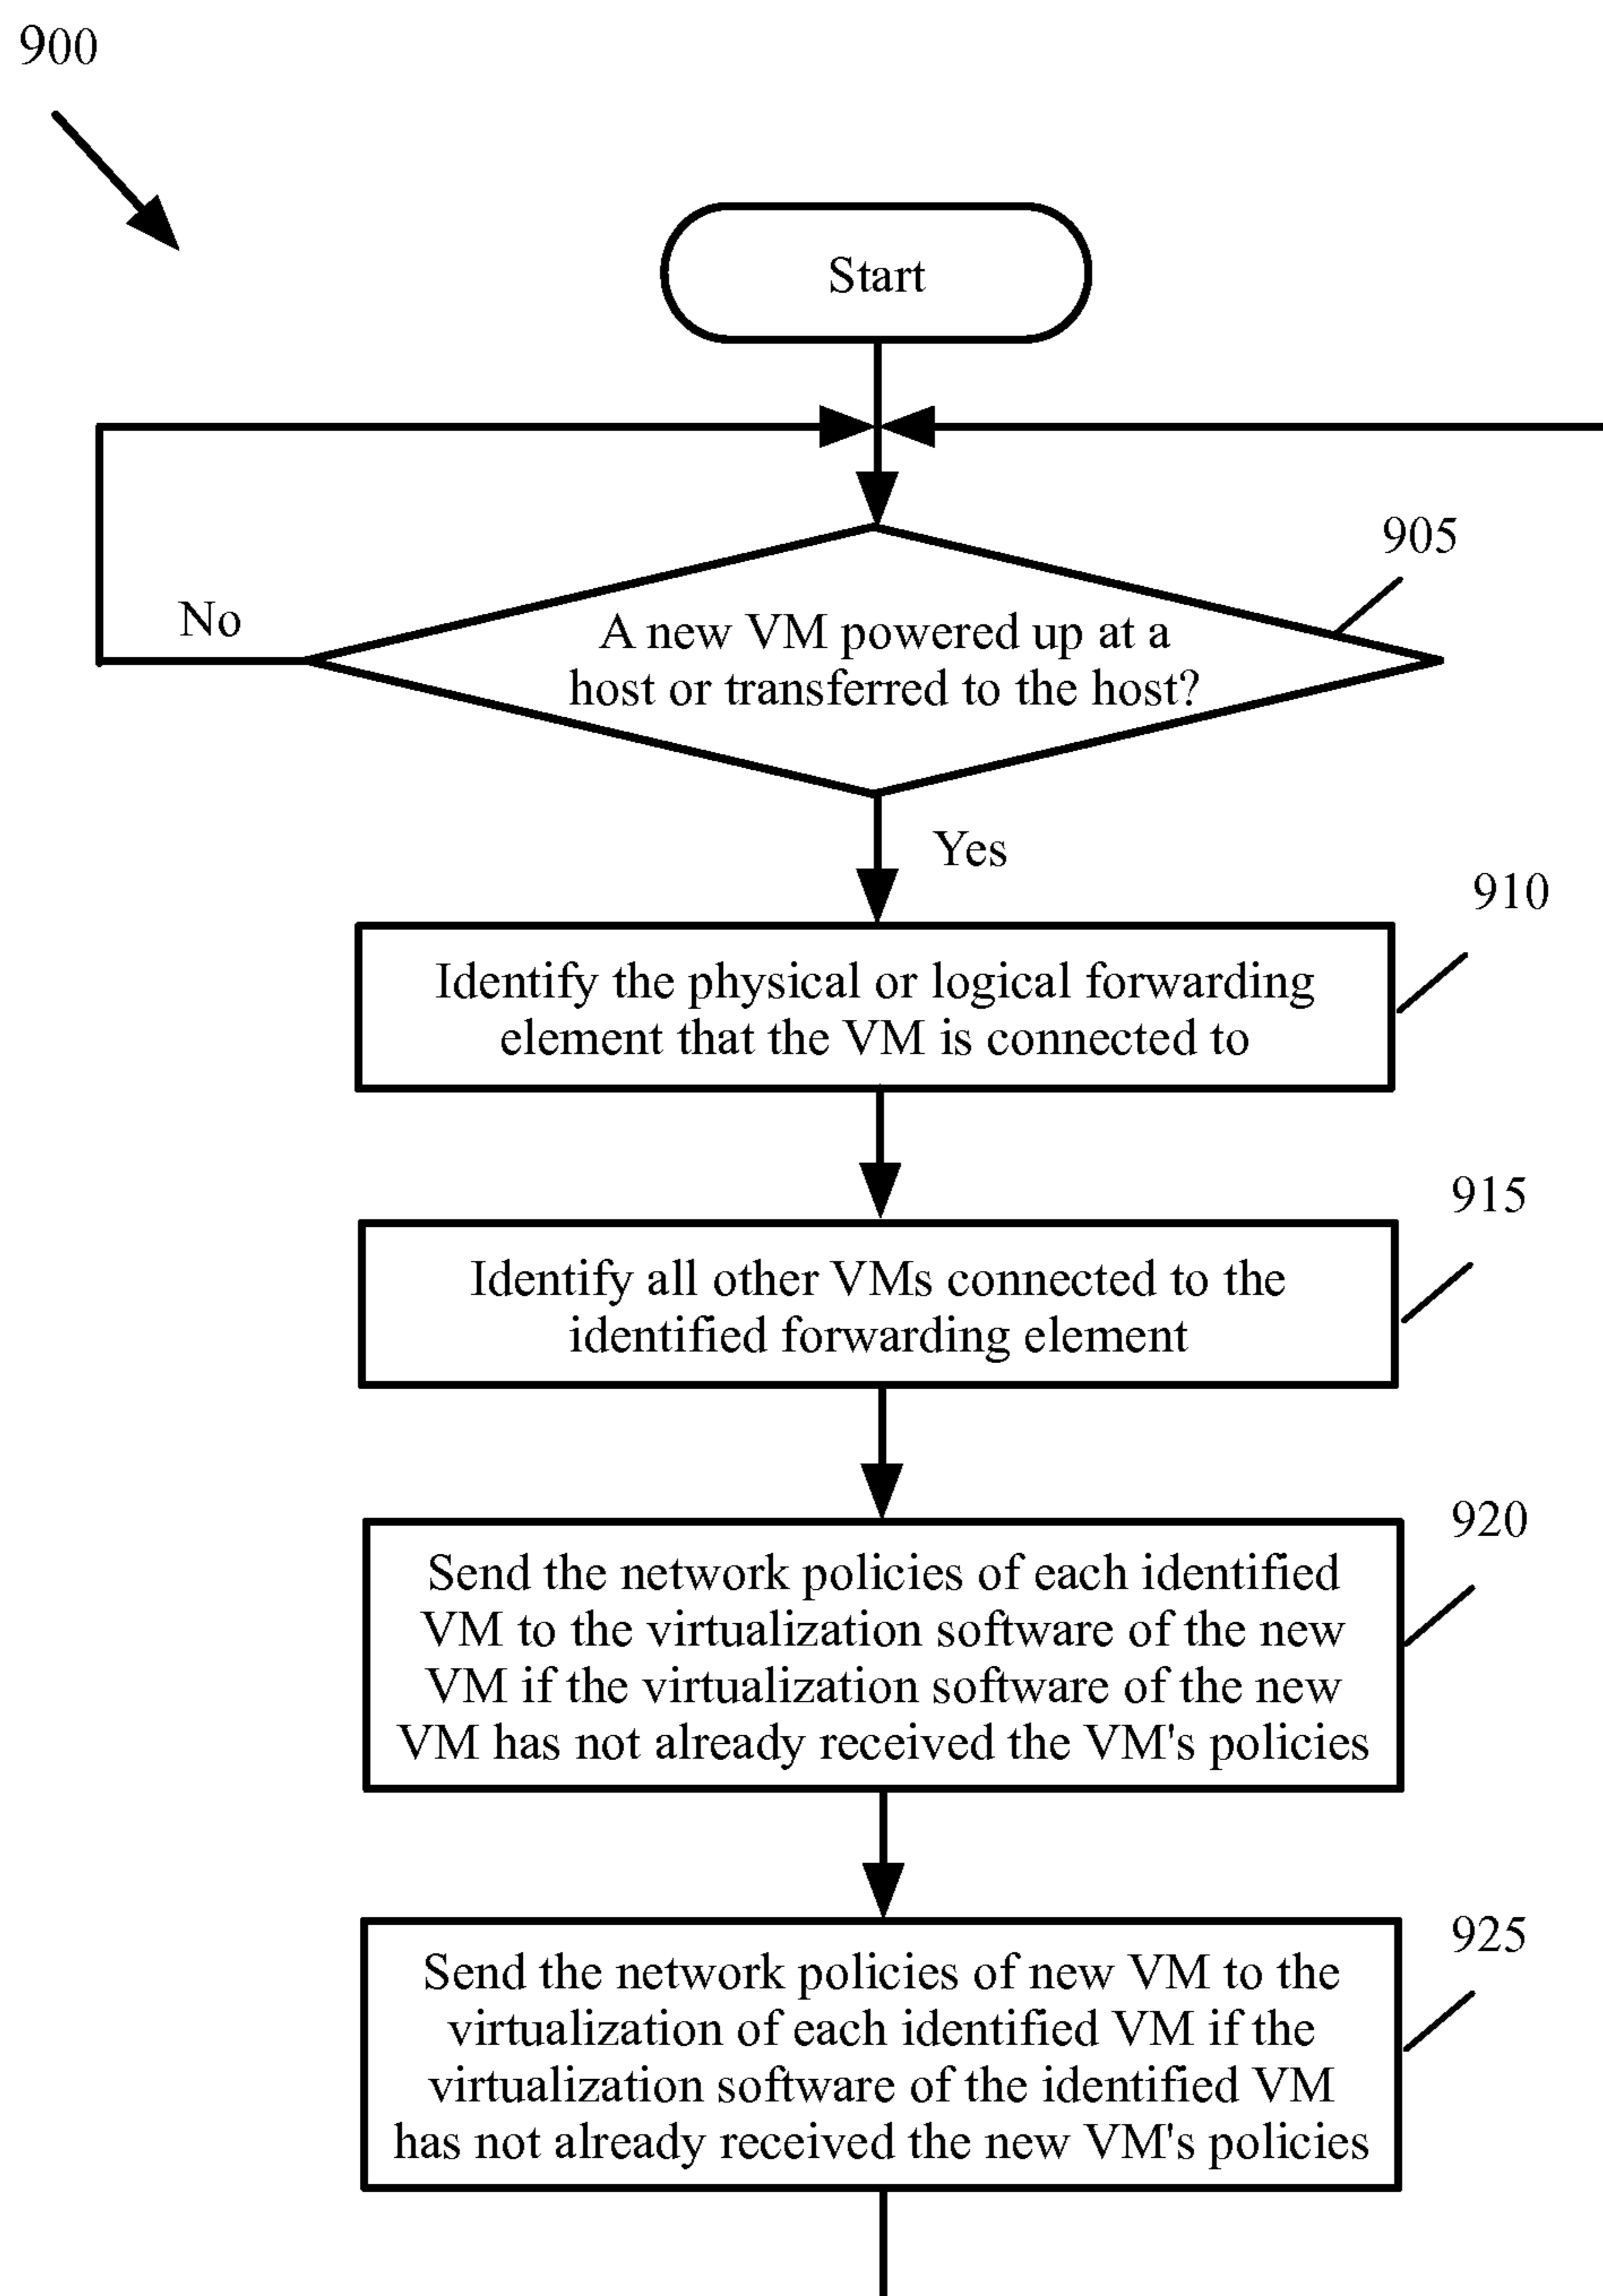 900
Start
905
No
A new VM powered up at a
host or transferred to the host?
Yes
910
Identify the physical or logical forwarding
element that the VM is connected to
915
Identify all other VMs connected to the
identified forwarding element
920
Send the network policies of each identified
VM to the virtualization software of the new
VM if the virtualization software of the new
VM has not already received the VM's policies
925
Send the network policies of new VM to the
virtualization of each identified VM if the
virtualization software of the identified VM
has not already received the new VM's policies